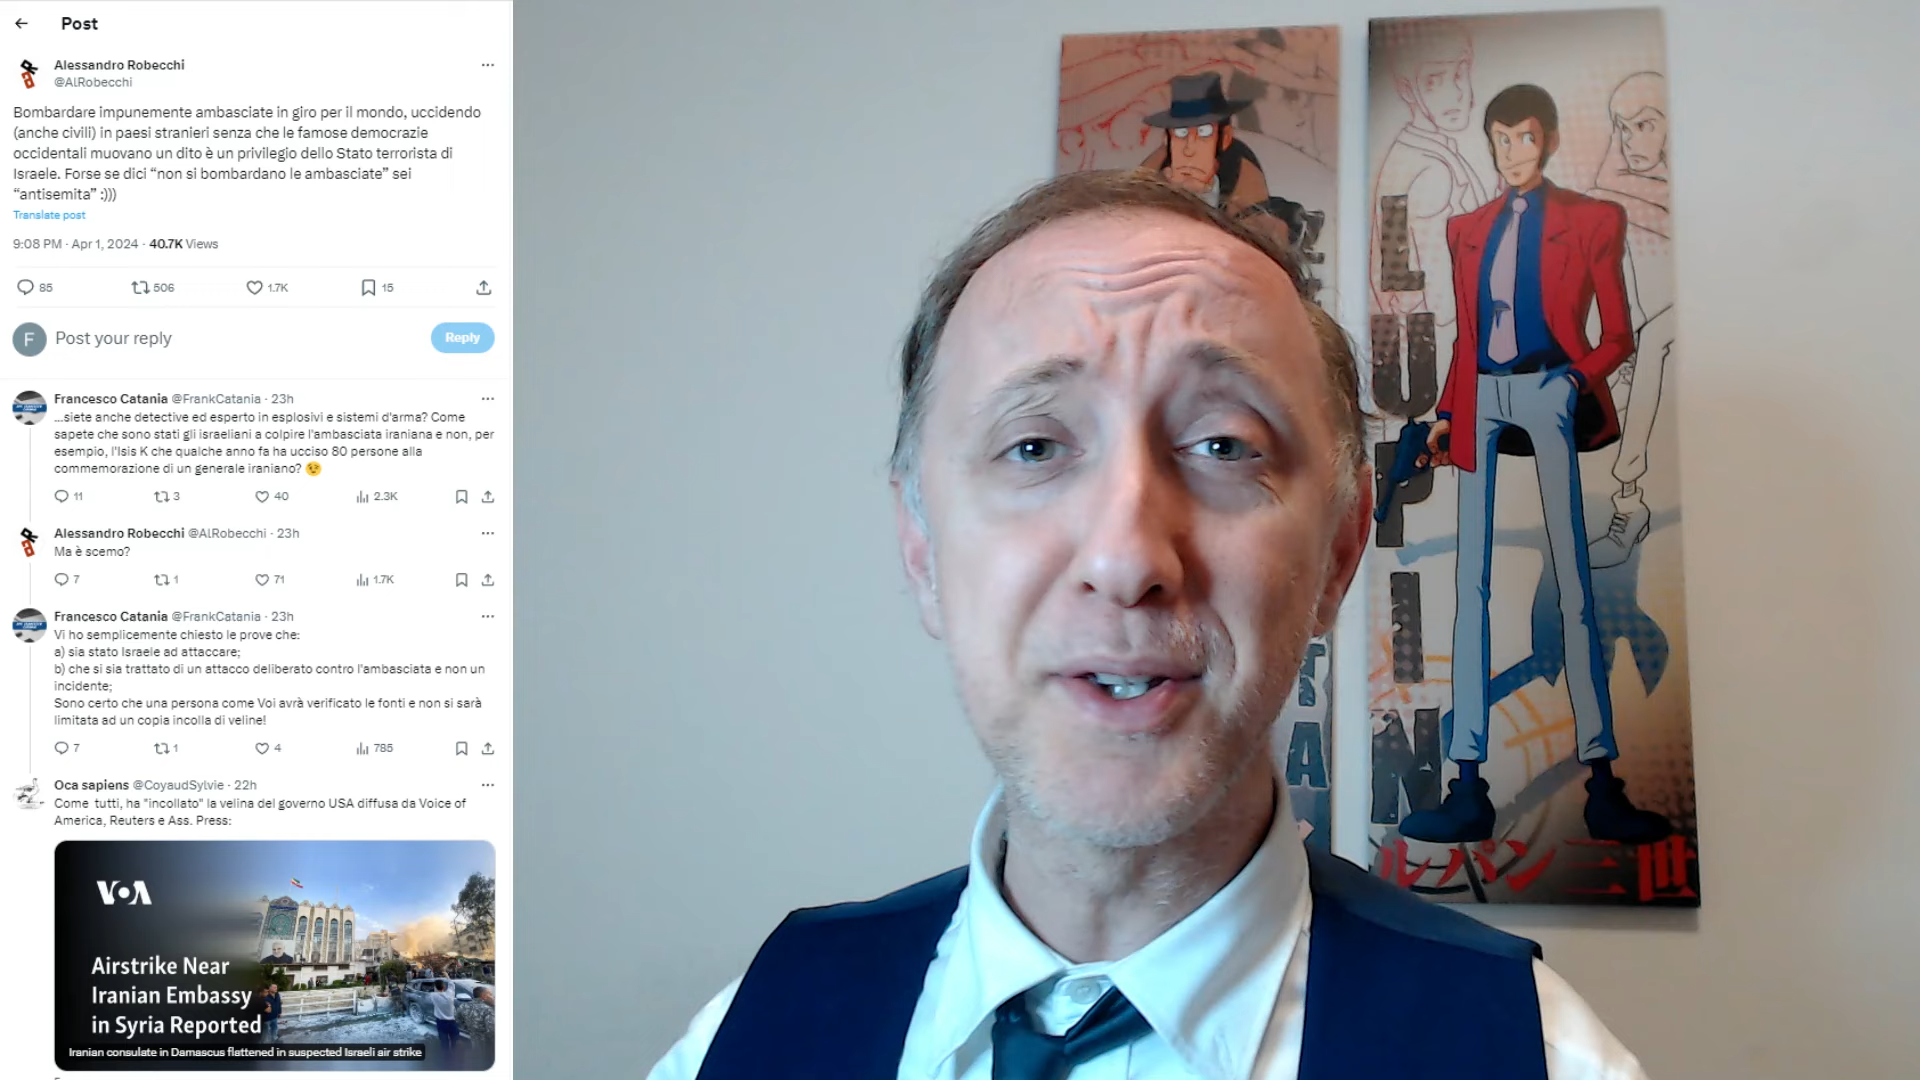 Post
Alessandro Robecchi
@AlRobecchi
Bombardare impunemente ambasciate in giro per il mondo, uccidendo
(anche civili) in paesi stranieri senza che le famose democrazie
occidentali muovano un dito è un privilegio dello Stato terrorista di
Israele. Forse se dici “non si bombardano le ambasciate” sei
“antisemita” :)))
Translate post
9:08 PM · Apr 1, 2024 · 40.7K Views
85 506 1.7K 15
F Post your reply Reply
Francesco Catania @FrankCatania · 23h
...siete anche detective ed esperto in esplosivi e sistemi d'arma? Come
sapete che sono stati gli israeliani a colpire l'ambasciata iraniana e non, per
esempio, l'Isis K che qualche anno fa ha ucciso 80 persone alla
commemorazione di un generale iraniano? 😉
11 3 40 2.3K
Alessandro Robecchi @AlRobecchi · 23h
Ma è scemo?
7 1 71 1.7K
Francesco Catania @FrankCatania · 23h
Vi ho semplicemente chiesto le prove che:
a) sia stato Israele ad attaccare;
b) che si sia trattato di un attacco deliberato contro l'ambasciata e non un
incidente;
Sono certo che una persona come Voi avrà verificato le fonti e non si sarà
limitata ad un copia incolla di veline!
7 1 4 785
Oca sapiens @CoyaudSylvie · 22h
Come tutti, ha "incollato" la velina del governo USA diffusa da Voice of
America, Reuters e Ass. Press:
VOA
Airstrike Near
Iranian Embassy
in Syria Reported
Iranian consulate in Damascus flattened in suspected Israeli air strike
LUPIN
ルパン三世